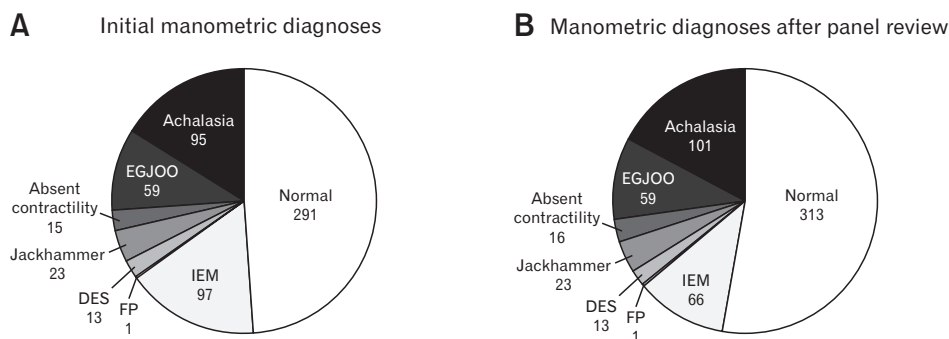 A Initial manometric diagnoses
Achalasia
95
EGJOO
59
Absent
contractility
15
Jackhammer
23
DES
13
FP
1
IEM
97
Normal
291
B Manometric diagnoses after panel review
Achalasia
101
EGJOO
59
Absent
contractility
16
Jackhammer
23
DES
13
FP
1
IEM
66
Normal
313